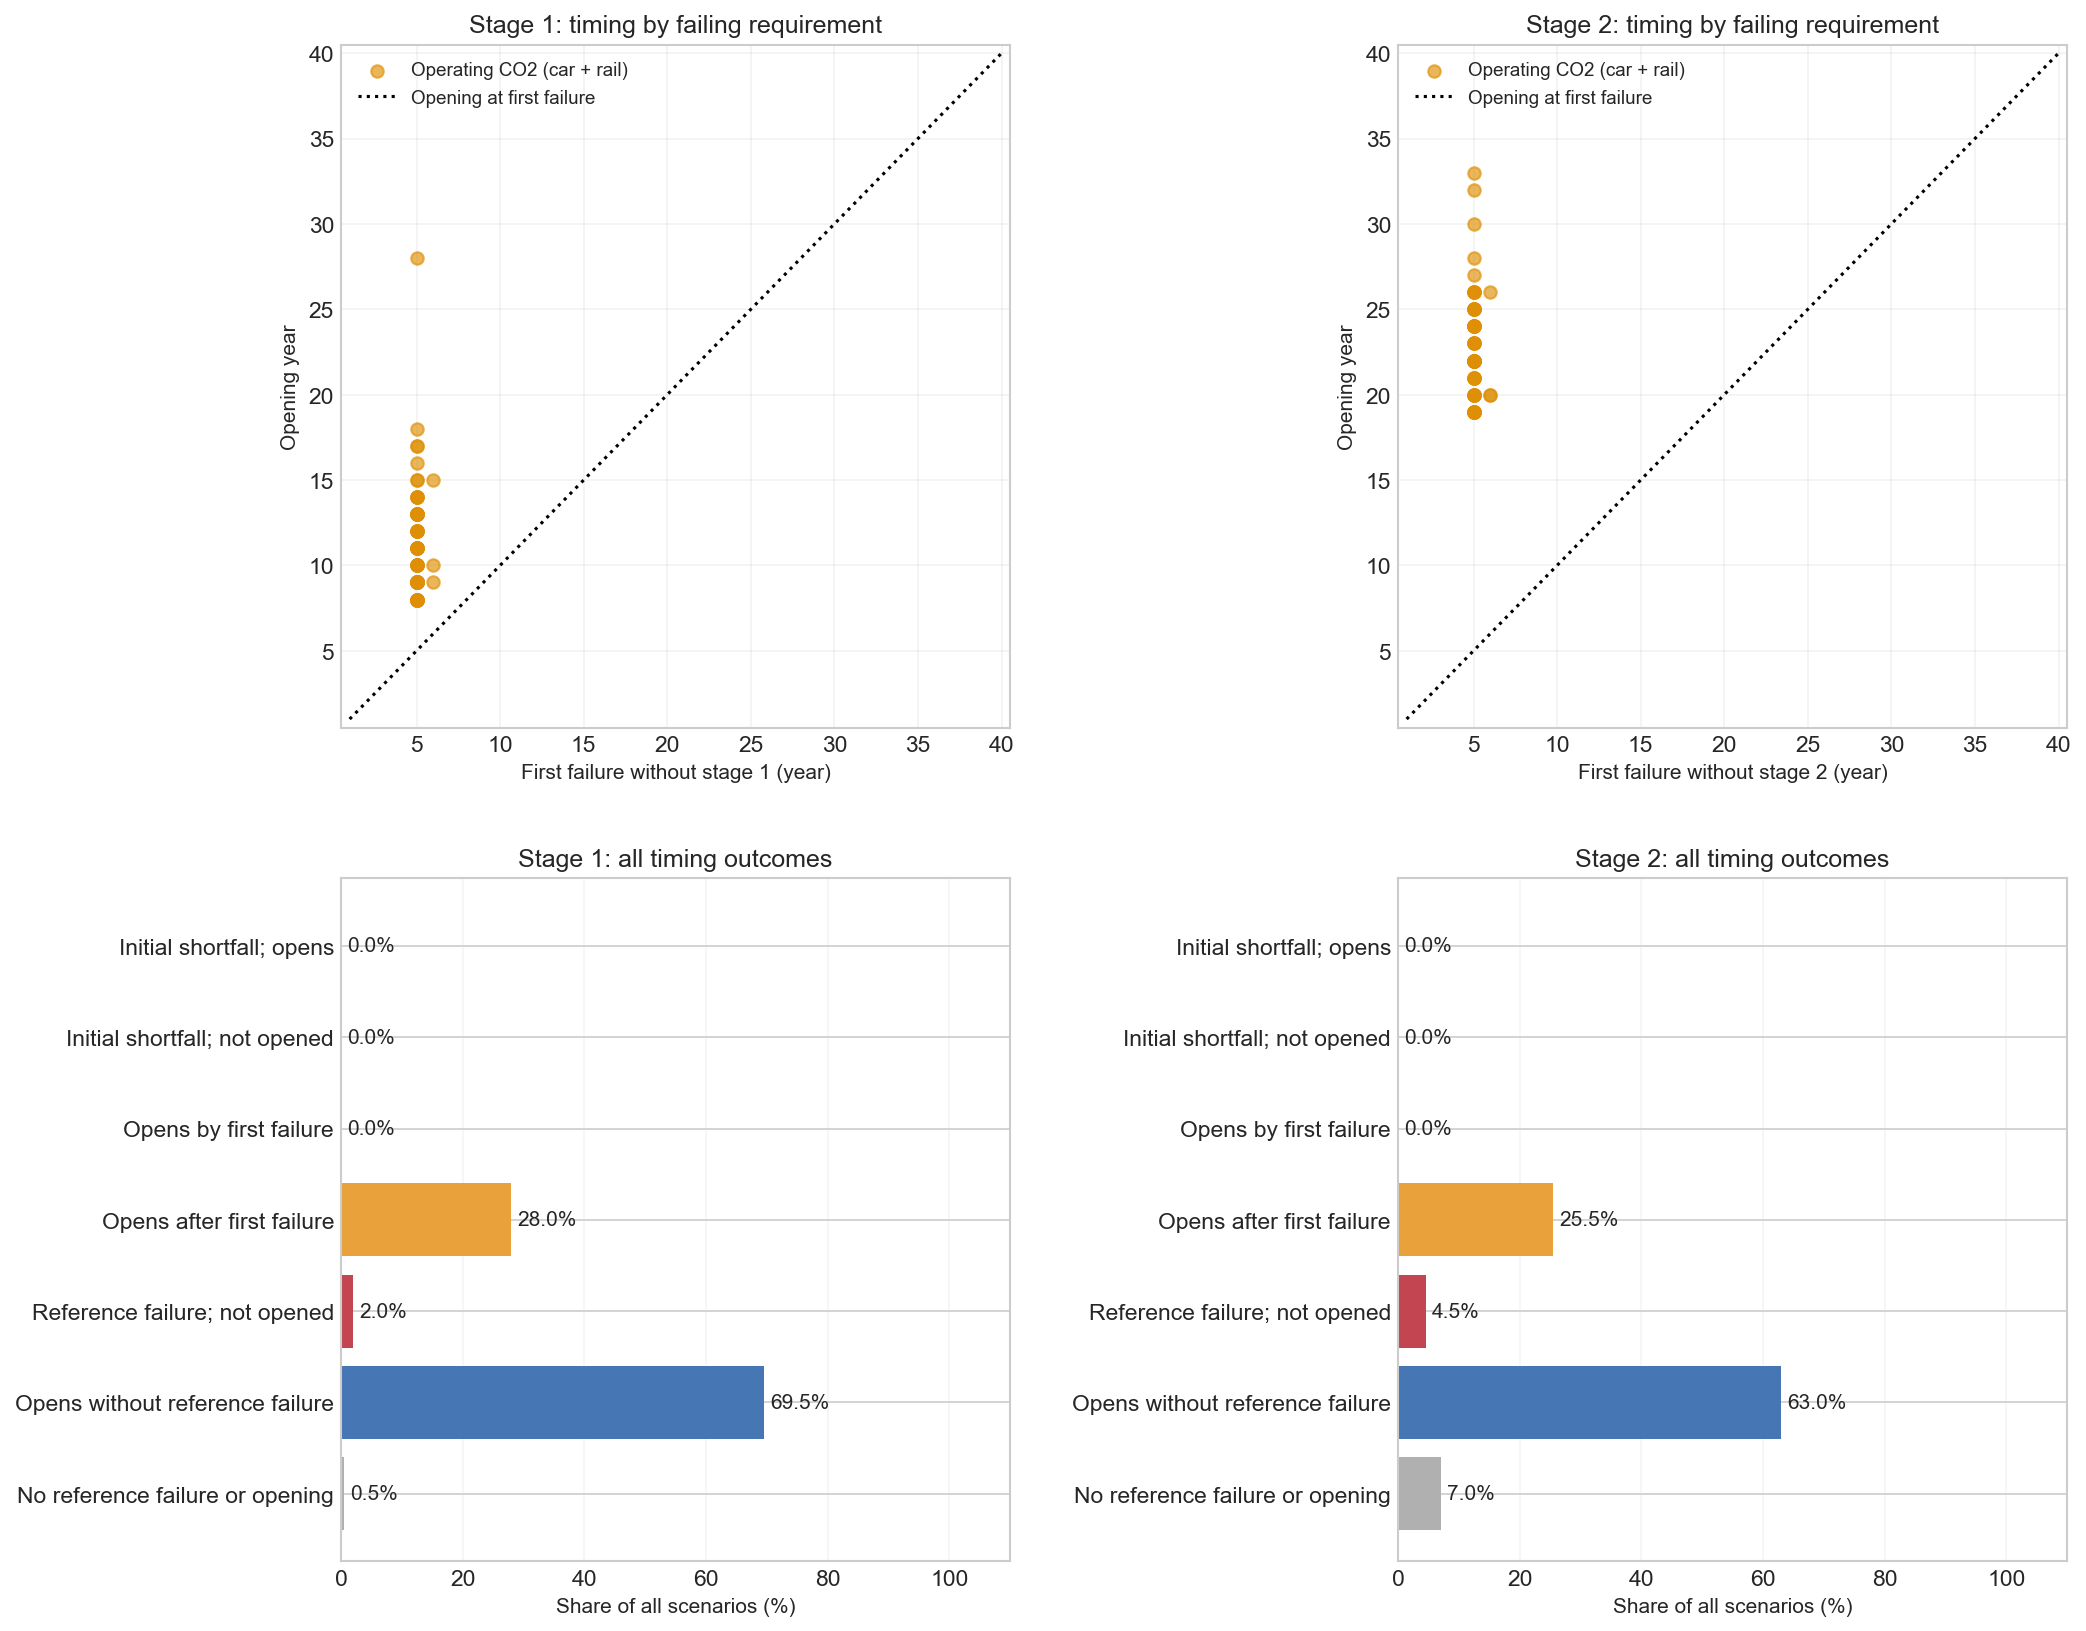 Stage 1: timing by failing requirement
Operating CO2 (car + rail)
Opening at first failure
Opening year
40
35
30
25
20
15
10
5
5 10 15 20 25 30 35 40
First failure without stage 1 (year)
Stage 2: timing by failing requirement
Operating CO2 (car + rail)
Opening at first failure
Opening year
40
35
30
25
20
15
10
5
5 10 15 20 25 30 35 40
First failure without stage 2 (year)
Stage 1: all timing outcomes
Initial shortfall; opens 0.0%
Initial shortfall; not opened 0.0%
Opens by first failure 0.0%
Opens after first failure 28.0%
Reference failure; not opened 2.0%
Opens without reference failure 69.5%
No reference failure or opening 0.5%
0 20 40 60 80 100
Share of all scenarios (%)
Stage 2: all timing outcomes
Initial shortfall; opens 0.0%
Initial shortfall; not opened 0.0%
Opens by first failure 0.0%
Opens after first failure 25.5%
Reference failure; not opened 4.5%
Opens without reference failure 63.0%
No reference failure or opening 7.0%
0 20 40 60 80 100
Share of all scenarios (%)